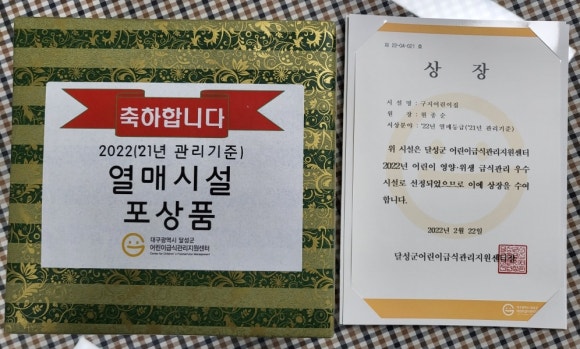 축하합니다
2022('21년 관리기준)
열매시설
포상품
대구광역시 달성군
어린이급식관리지원센터
제 22-04-021 호
상 장
시 설 명 : 구지어린이집
원 장 : 원종순
시상분야 : '22년 열매등급('21년 관리기준)
위 시설은 달성군 어린이급식관리지원센터
2022년 어린이 영양·위생 급식관리 우수
시설로 선정되었으므로 이에 상장을 수여
합니다.
2022년 2월 22일
달성군어린이급식관리지원센터장